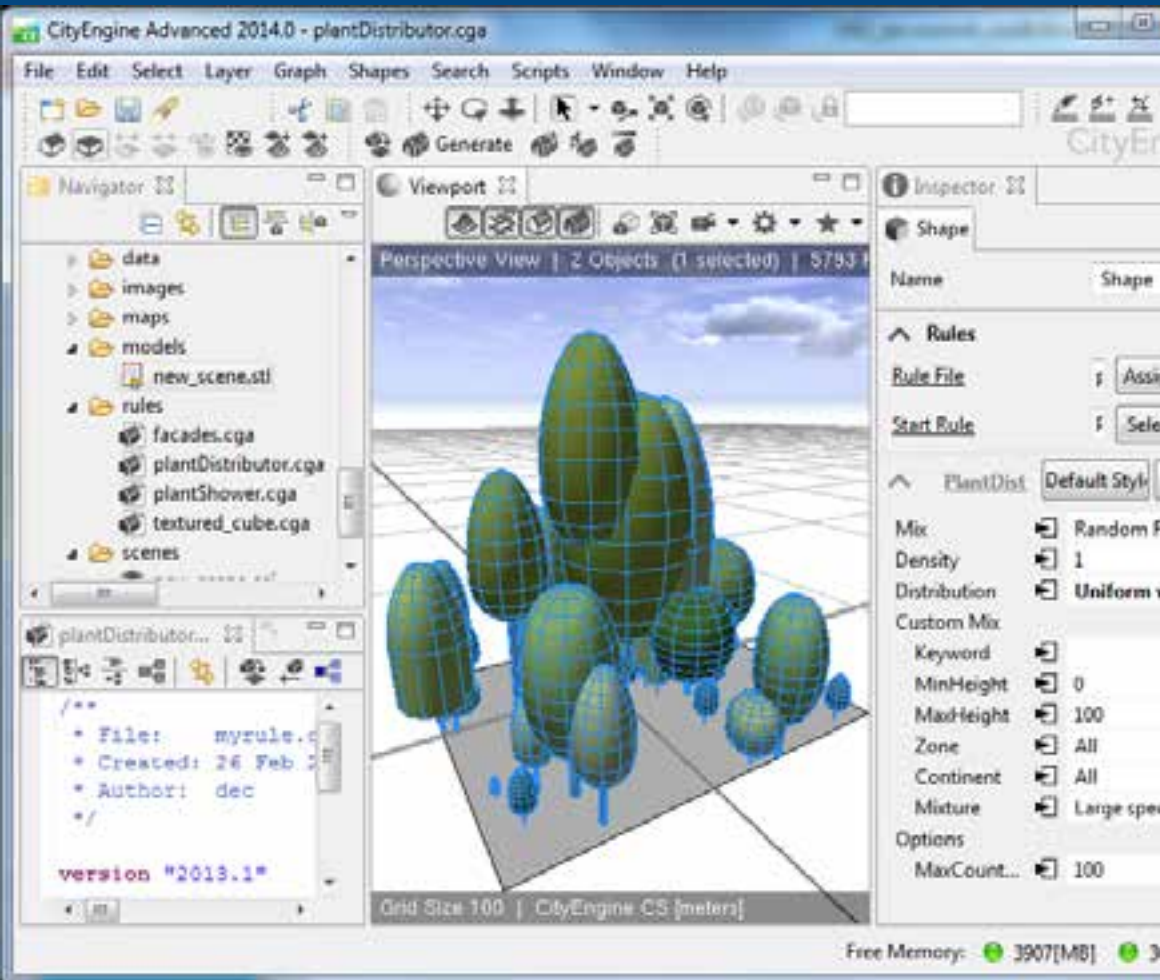 CityEngine Advanced 2014.0 - plantDistributor.cga
File Edit Select Layer Graph Shapes Search Scripts Window Help
Generate
Navigator
data
images
maps
models
new_scene.stl
rules
facades.cga
plantDistributor.cga
plantShower.cga
textured_cube.cga
scenes
plantDistributor...
/**
* File: myrule.
* Created: 26 Feb
* Author: dec
*/
version "2013.1"
Viewport
Perspective View | 2 Objects (1 selected) | 5793
Grid Size 100 | CityEngine CS [meters]
Inspector
Shape
Name Shape
Rules
Rule File
Start Rule
PlantDist Default
Mix Random
Density 1
Distribution Uniform
Custom Mix
Keyword
MinHeight 0
MaxHeight 100
Zone All
Continent All
Mixture Large
Options
MaxCount... 100
Free Memory: 3907[MB]